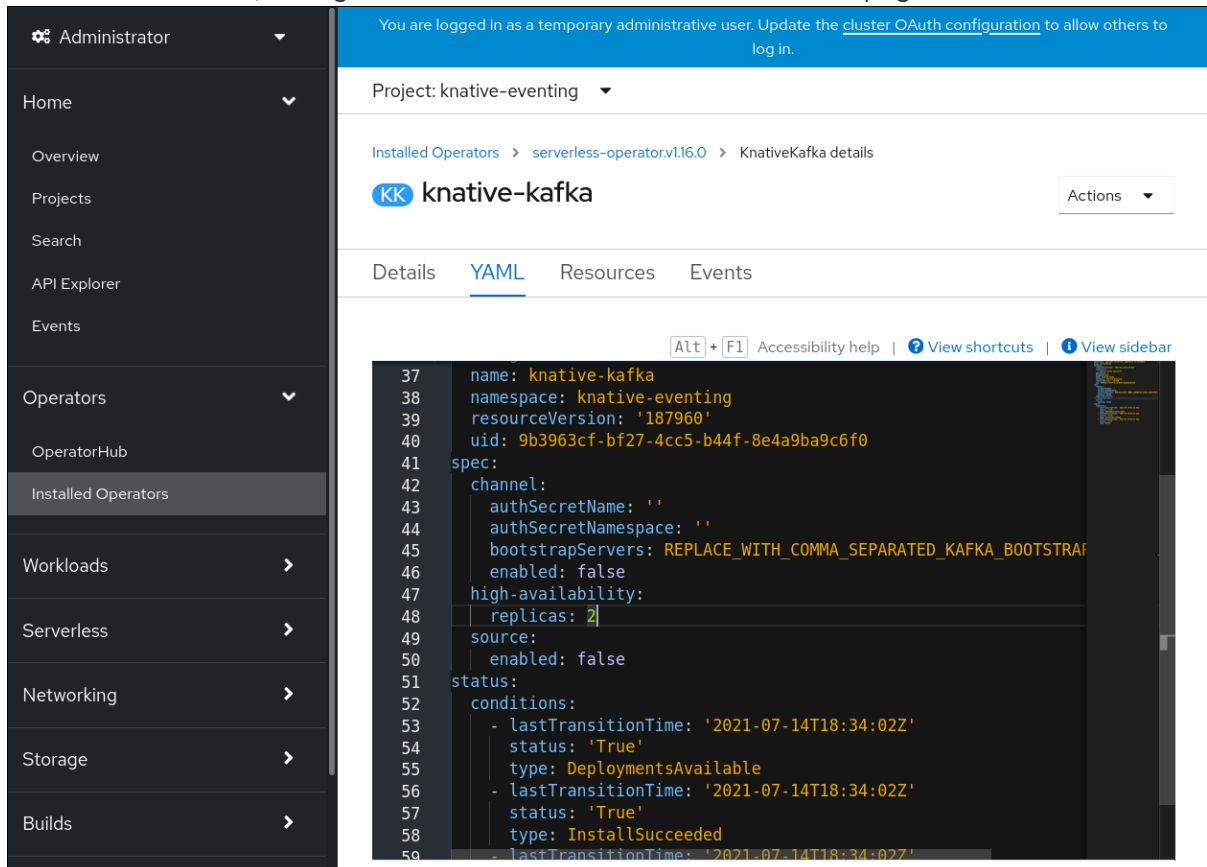 Administrator
Home
Overview
Projects
Search
API Explorer
Events
Operators
OperatorHub
Installed Operators
Workloads
Serverless
Networking
Storage
Builds
You are logged in as a temporary administrative user. Update the cluster OAuth configuration to allow others to
log in.
Project: knative-eventing
Installed Operators > serverless-operator.v1.16.0 > KnativeKafka details
KK knative-kafka
Actions
Details YAML Resources Events
Alt + F1 Accessibility help | View shortcuts | View sidebar
37 name: knative-kafka
38 namespace: knative-eventing
39 resourceVersion: '187960'
40 uid: 9b3963cf-bf27-4cc5-b44f-8e4a9ba9c6f0
41 spec:
42 channel:
43 authSecretName: ''
44 authSecretNamespace: ''
45 bootstrapServers: REPLACE_WITH_COMMA_SEPARATED_KAFKA_BOOTSTRAP
46 enabled: false
47 high-availability:
48 replicas: 2
49 source:
50 enabled: false
51 status:
52 conditions:
53 - lastTransitionTime: '2021-07-14T18:34:02Z'
54 status: 'True'
55 type: DeploymentsAvailable
56 - lastTransitionTime: '2021-07-14T18:34:02Z'
57 status: 'True'
58 type: InstallSucceeded
59 - lastTransitionTime: '2021-07-14T18:34:02Z'